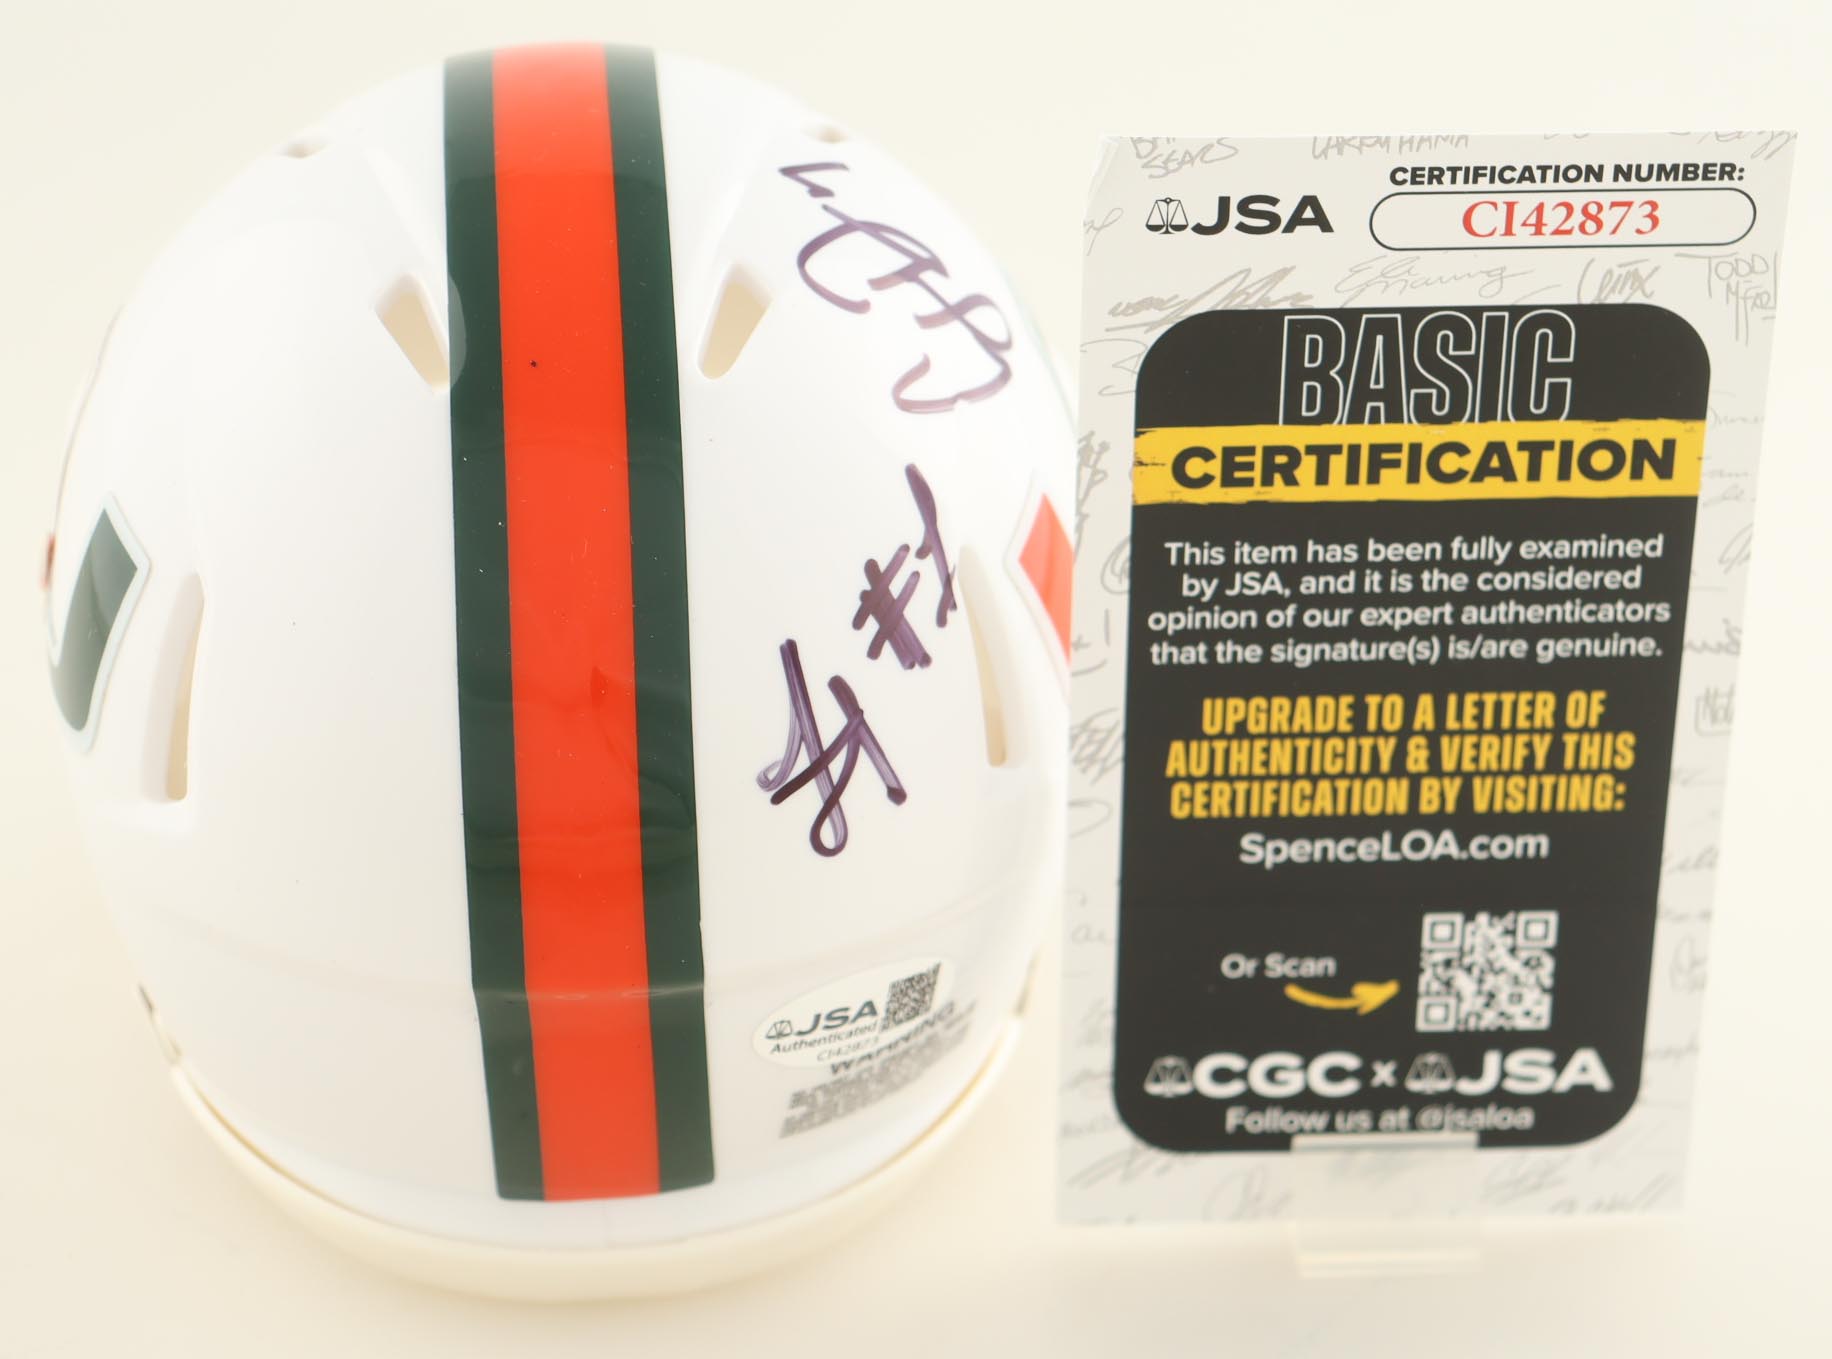 #1
JSA
Authenticated
CI42873
WARNING
JSA
CERTIFICATION NUMBER:
CI42873
BASIC
CERTIFICATION
This item has been fully examined
by JSA, and it is the considered
opinion of our expert authenticators
that the signature(s) is/are genuine.
UPGRADE TO A LETTER OF
AUTHENTICITY & VERIFY THIS
CERTIFICATION BY VISITING:
SpenceLOA.com
Or Scan
CGC x JSA
Follow us at @jsaloa